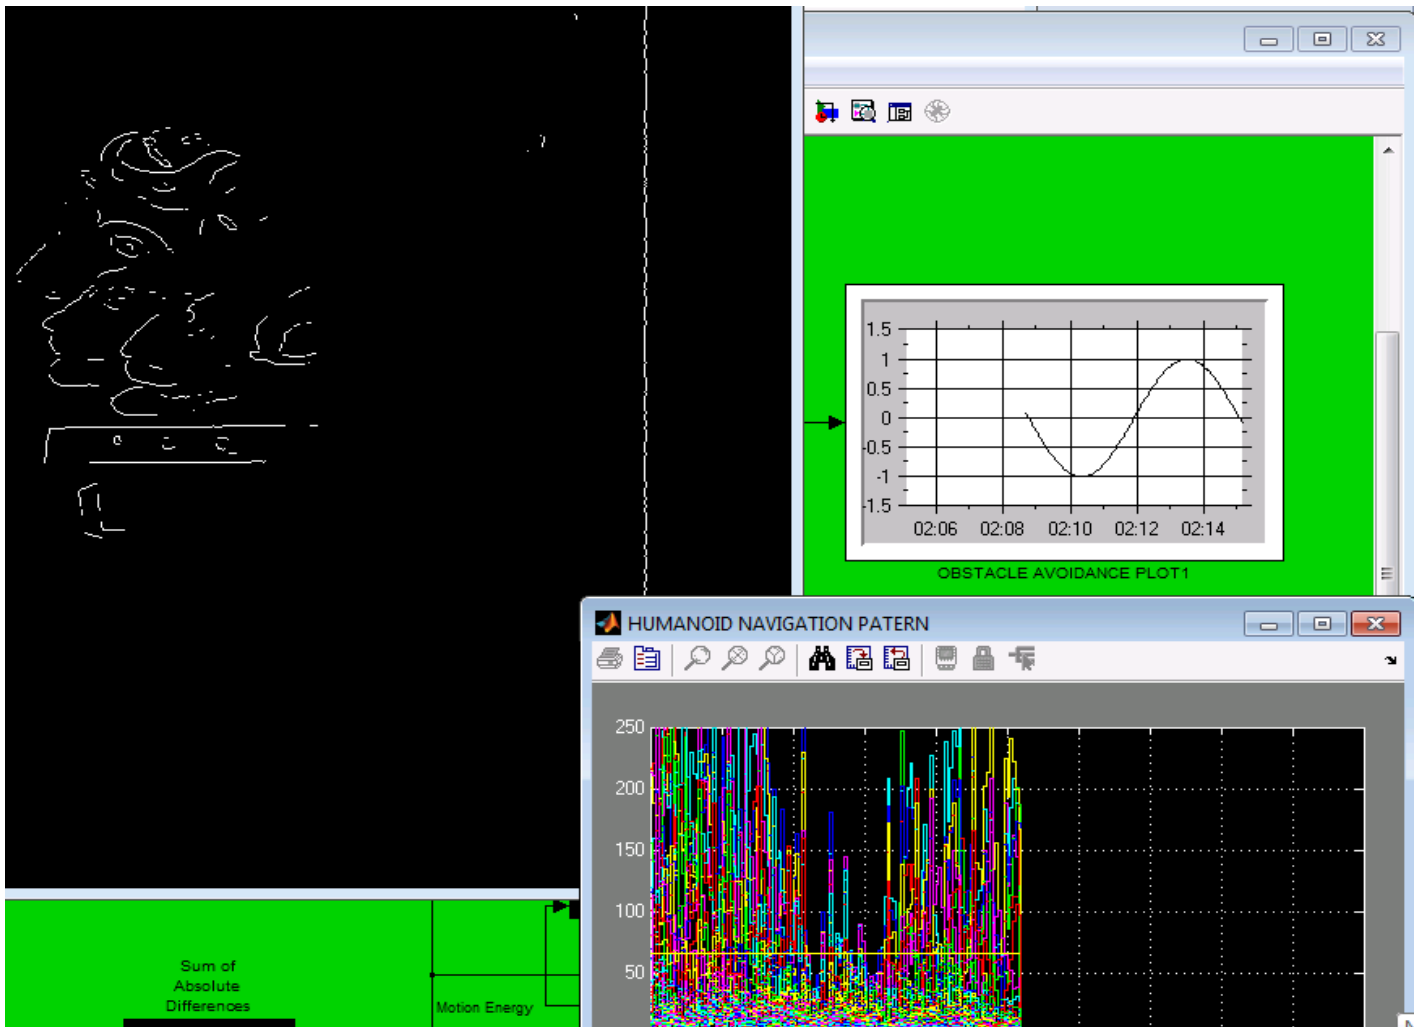 1.5
1
0.5
0
-0.5
-1
-1.5
02:06 02:08 02:10 02:12 02:14
OBSTACLE AVOIDANCE PLOT1
HUMANOID NAVIGATION PATERN
250
200
150
100
50
Sum of
Absolute
Differences
Motion Energy